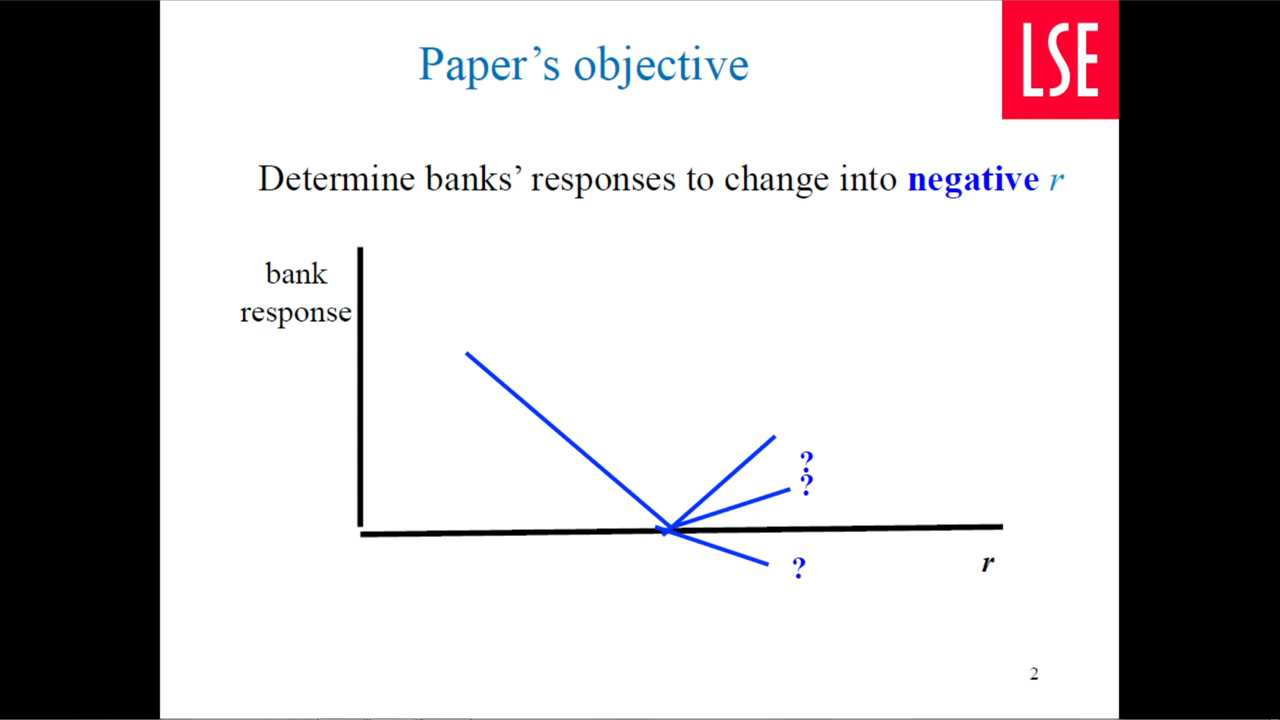 Paper's objective
LSE
Determine banks' responses to change into negative r
bank
response
?
?
?
r
2